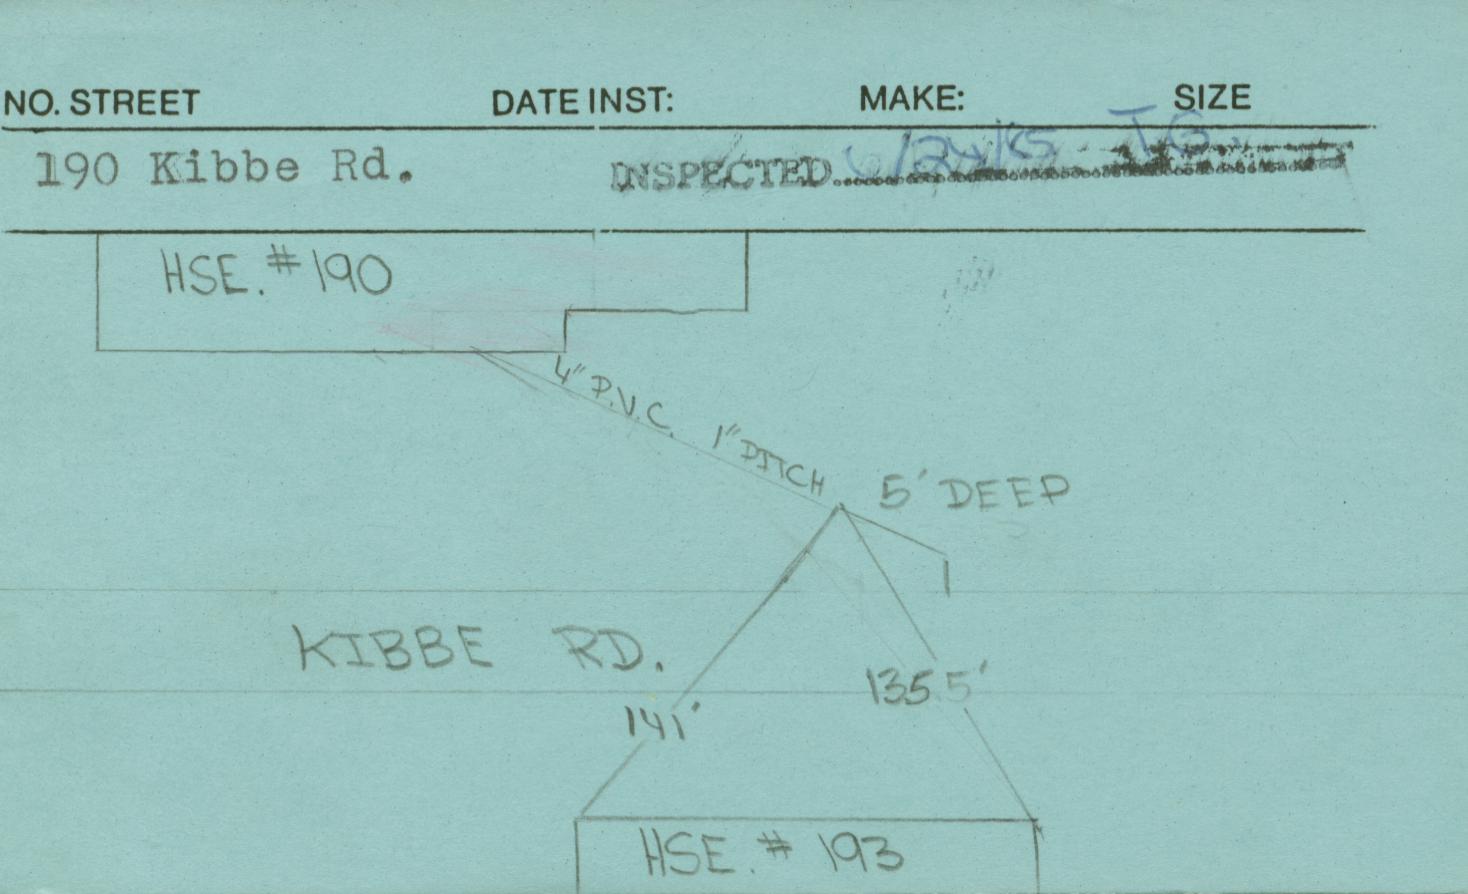 NO. STREET DATE INST: MAKE: SIZE
190 Kibbe Rd. INSPECTED T.G.
HSE. #190
4" P.V.C. 1" DITCH
5' DEEP
KIBBE RD.
135.5'
141'
HSE. # 193